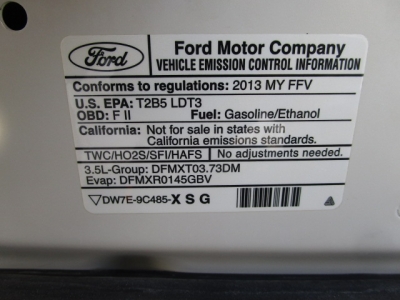 Ford
Ford Motor Company
VEHICLE EMISSION CONTROL INFORMATION
Conforms to regulations: 2013 MY FFV
U.S. EPA: T2B5 LDT3
OBD: F II Fuel: Gasoline/Ethanol
California: Not for sale in states with
California emissions standards.
TWC/HO2S/SFI/HAFS No adjustments needed.
3.5L-Group: DFMXT03.73DM
Evap: DFMXR0145GBV
DW7E-9C485-X S G